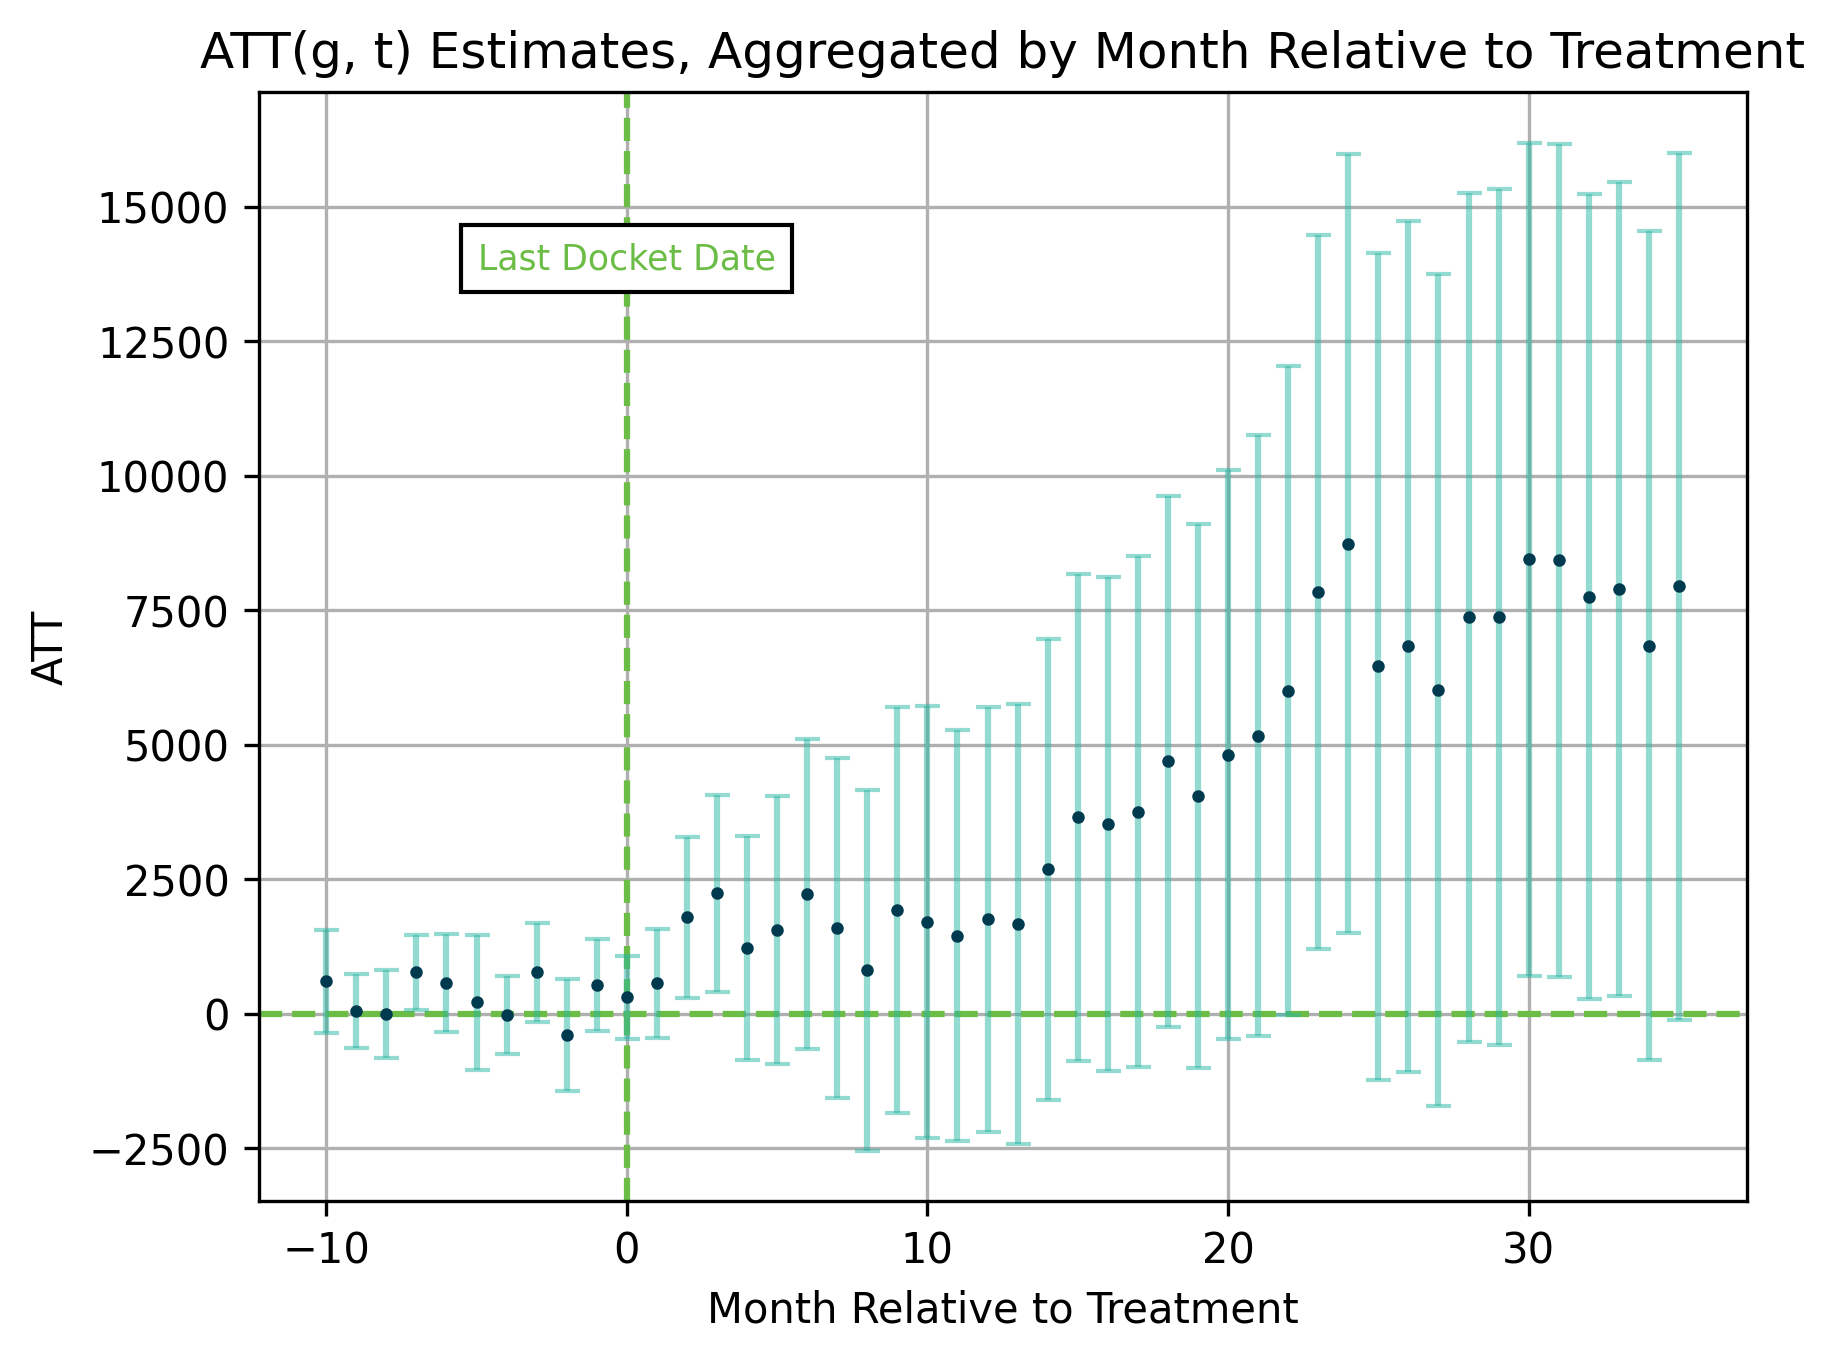 ATT(g, t) Estimates, Aggregated by Month Relative to Treatment
15000
Last Docket Date
12500
10000
7500
ATT
5000
2500
0
−2500
−10 0 10 20 30
Month Relative to Treatment